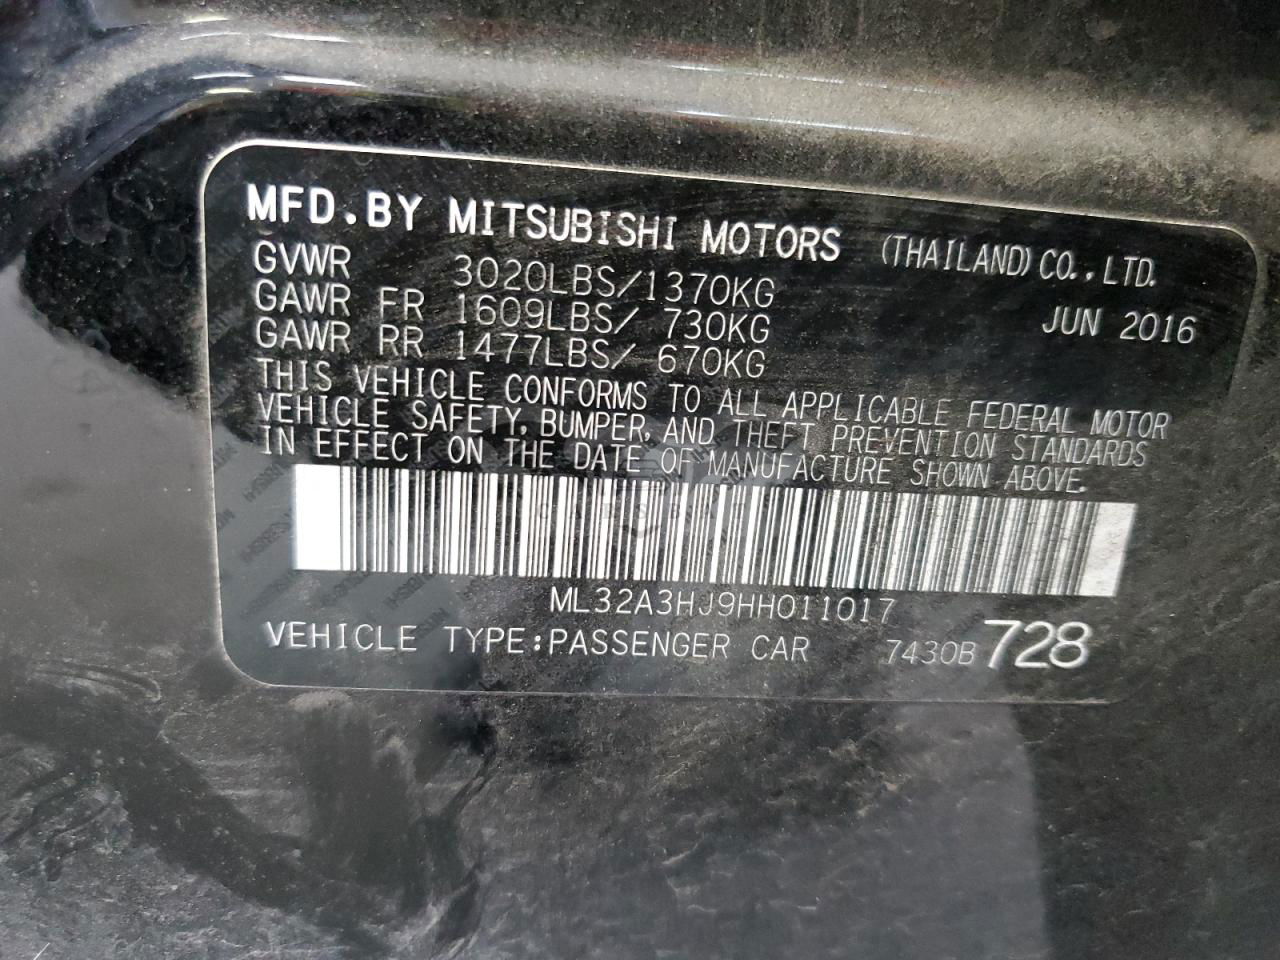 MFD.BY MITSUBISHI MOTORS (THAILAND)CO.,LTD.
GVWR 3020LBS/1370KG
GAWR FR 1609LBS/ 730KG JUN 2016
GAWR RR 1477LBS/ 670KG
THIS VEHICLE CONFORMS TO ALL APPLICABLE FEDERAL MOTOR
VEHICLE SAFETY, BUMPER, AND THEFT PREVENTION STANDARDS
IN EFFECT ON THE DATE OF MANUFACTURE SHOWN ABOVE.
ML32A3HJ9HH011017
VEHICLE TYPE:PASSENGER CAR 7430B 728